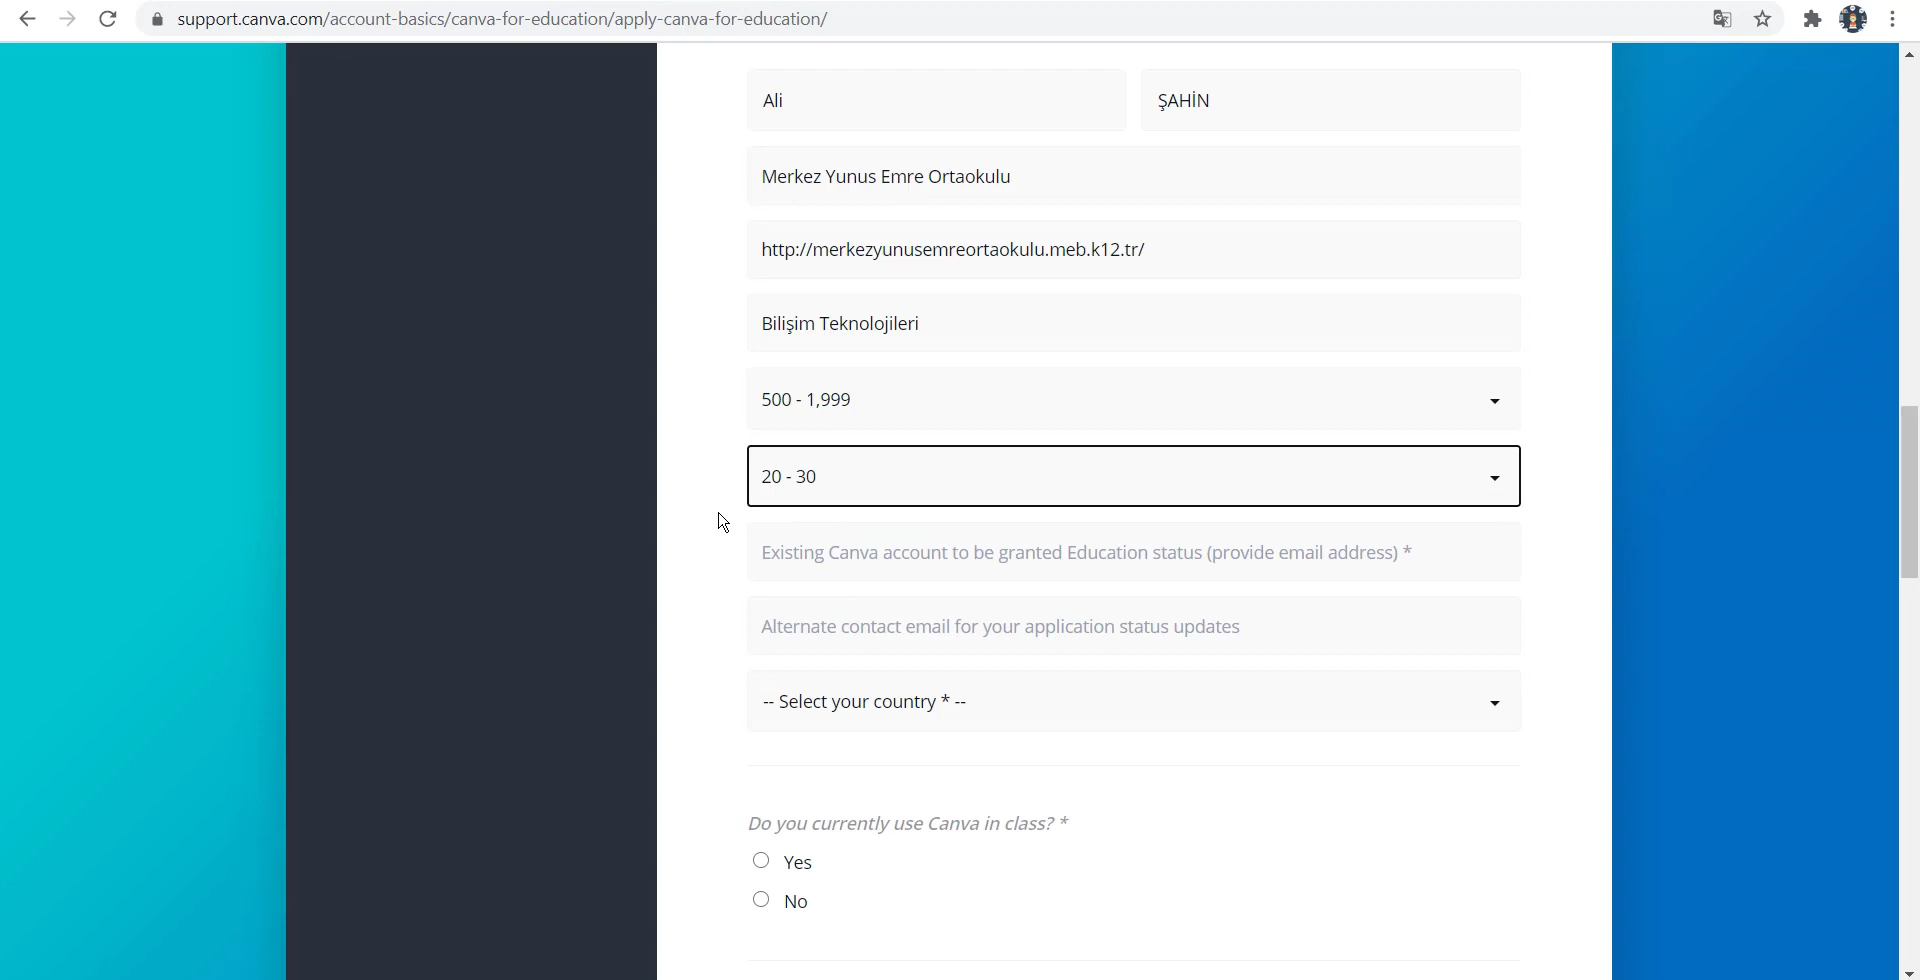 support.canva.com/account-basics/canva-for-education/apply-canva-for-education/
Ali
ŞAHİN
Merkez Yunus Emre Ortaokulu
http://merkezyunusemreortaokulu.meb.k12.tr/
Bilişim Teknolojileri
500 - 1,999
20 - 30
Existing Canva account to be granted Education status (provide email address) *
Alternate contact email for your application status updates
-- Select your country * --
Do you currently use Canva in class? *
Yes
No